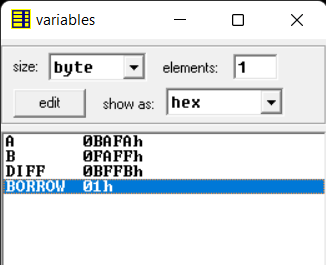 variables
size: byte elements: 1
edit show as: hex
A 0BAFAh
B 0FAFFh
DIFF 0BFFBh
BORROW 01h